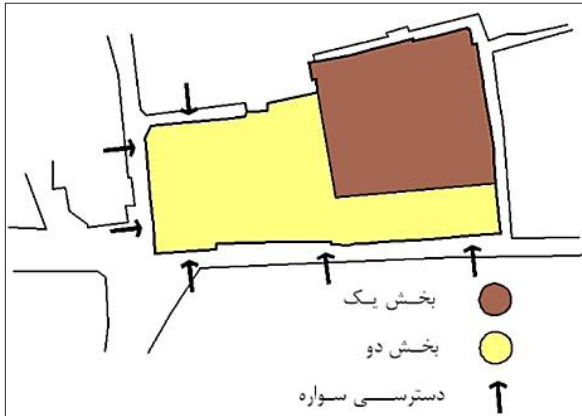 بخش یک
بخش دو
دسترسی سواره